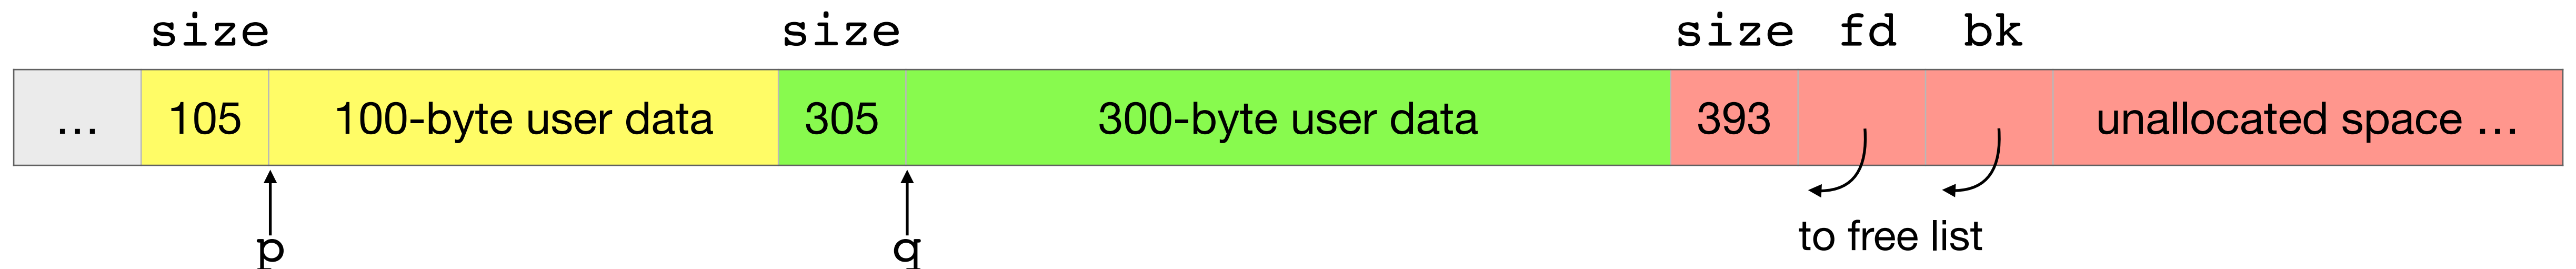 size size size fd bk
... 105 100-byte user data 305 300-byte user data 393 unallocated space ...
p q to free list